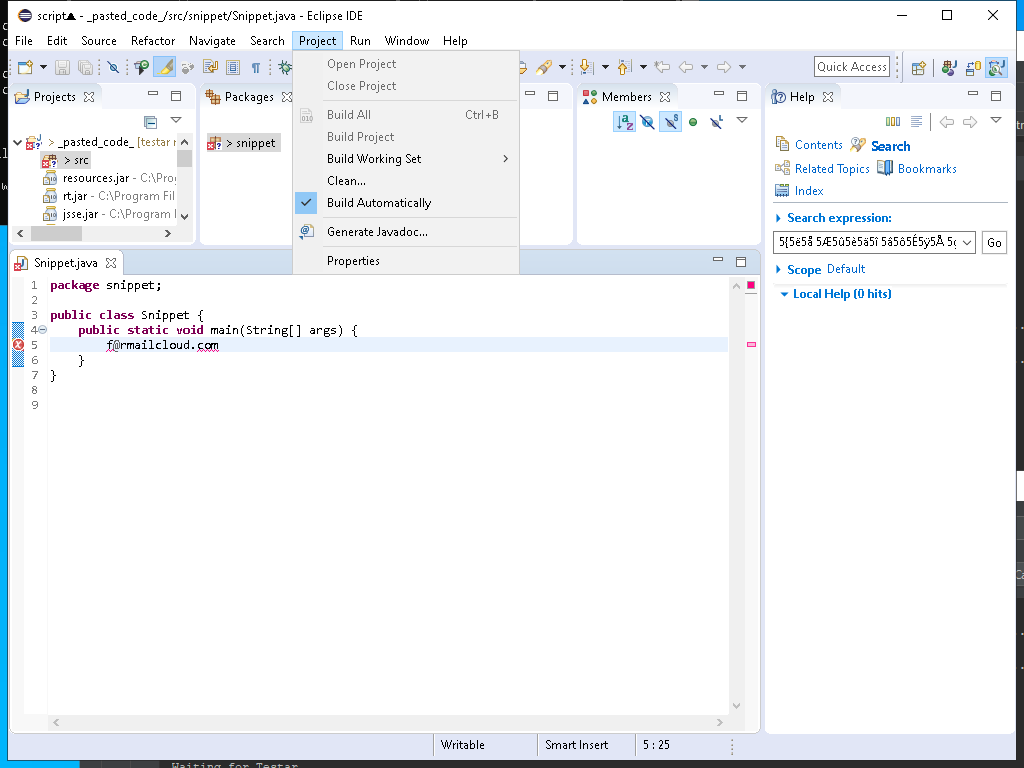 script▲ - _pasted_code_/src/snippet/Snippet.java - Eclipse IDE
File Edit Source Refactor Navigate Search Project Run Window Help
Quick Access
Open Project
Close Project
Build All Ctrl+B
Build Project
Build Working Set
Clean...
Build Automatically
Generate Javadoc...
Properties
Projects
> _pasted_code_ [testar
> src
resources.jar - C:\Prog
rt.jar - C:\Program Fil
jsse.jar - C:\Program
Packages
> snippet
Members
Help
Contents Search
Related Topics Bookmarks
Index
Search expression:
Go
Scope Default
Local Help (0 hits)
Snippet.java
1 package snippet;
2
3 public class Snippet {
4 public static void main(String[] args) {
5 f@rmailcloud.com
6 }
7 }
8
9
Writable Smart Insert 5 : 25
Waiting for Testar